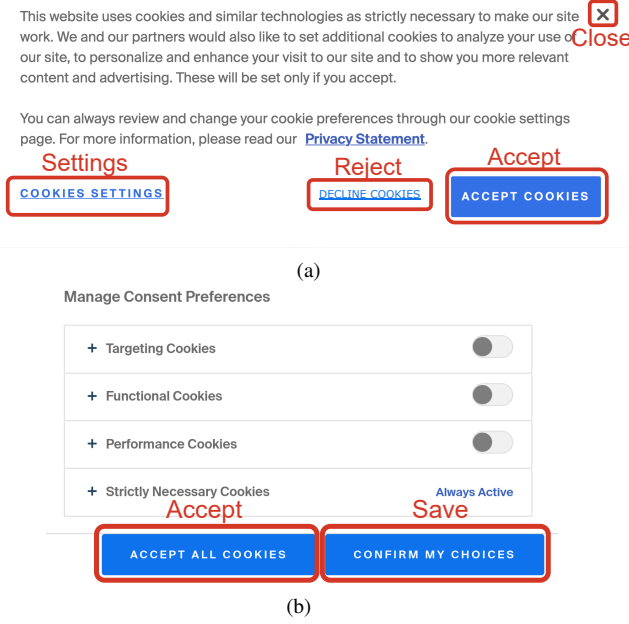 This website uses cookies and similar technologies as strictly necessary to make our site
work. We and our partners would also like to set additional cookies to analyze your use of
Close
our site, to personalize and enhance your visit to our site and to show you more relevant
content and advertising. These will be set only if you accept.
You can always review and change your cookie preferences through our cookie settings
page. For more information, please read our Privacy Statement.
Settings Reject Accept
COOKIES SETTINGS DECLINE COOKIES ACCEPT COOKIES
(a)
Manage Consent Preferences
+ Targeting Cookies
+ Functional Cookies
+ Performance Cookies
+ Strictly Necessary Cookies Always Active
Accept Save
ACCEPT ALL COOKIES CONFIRM MY CHOICES
(b)